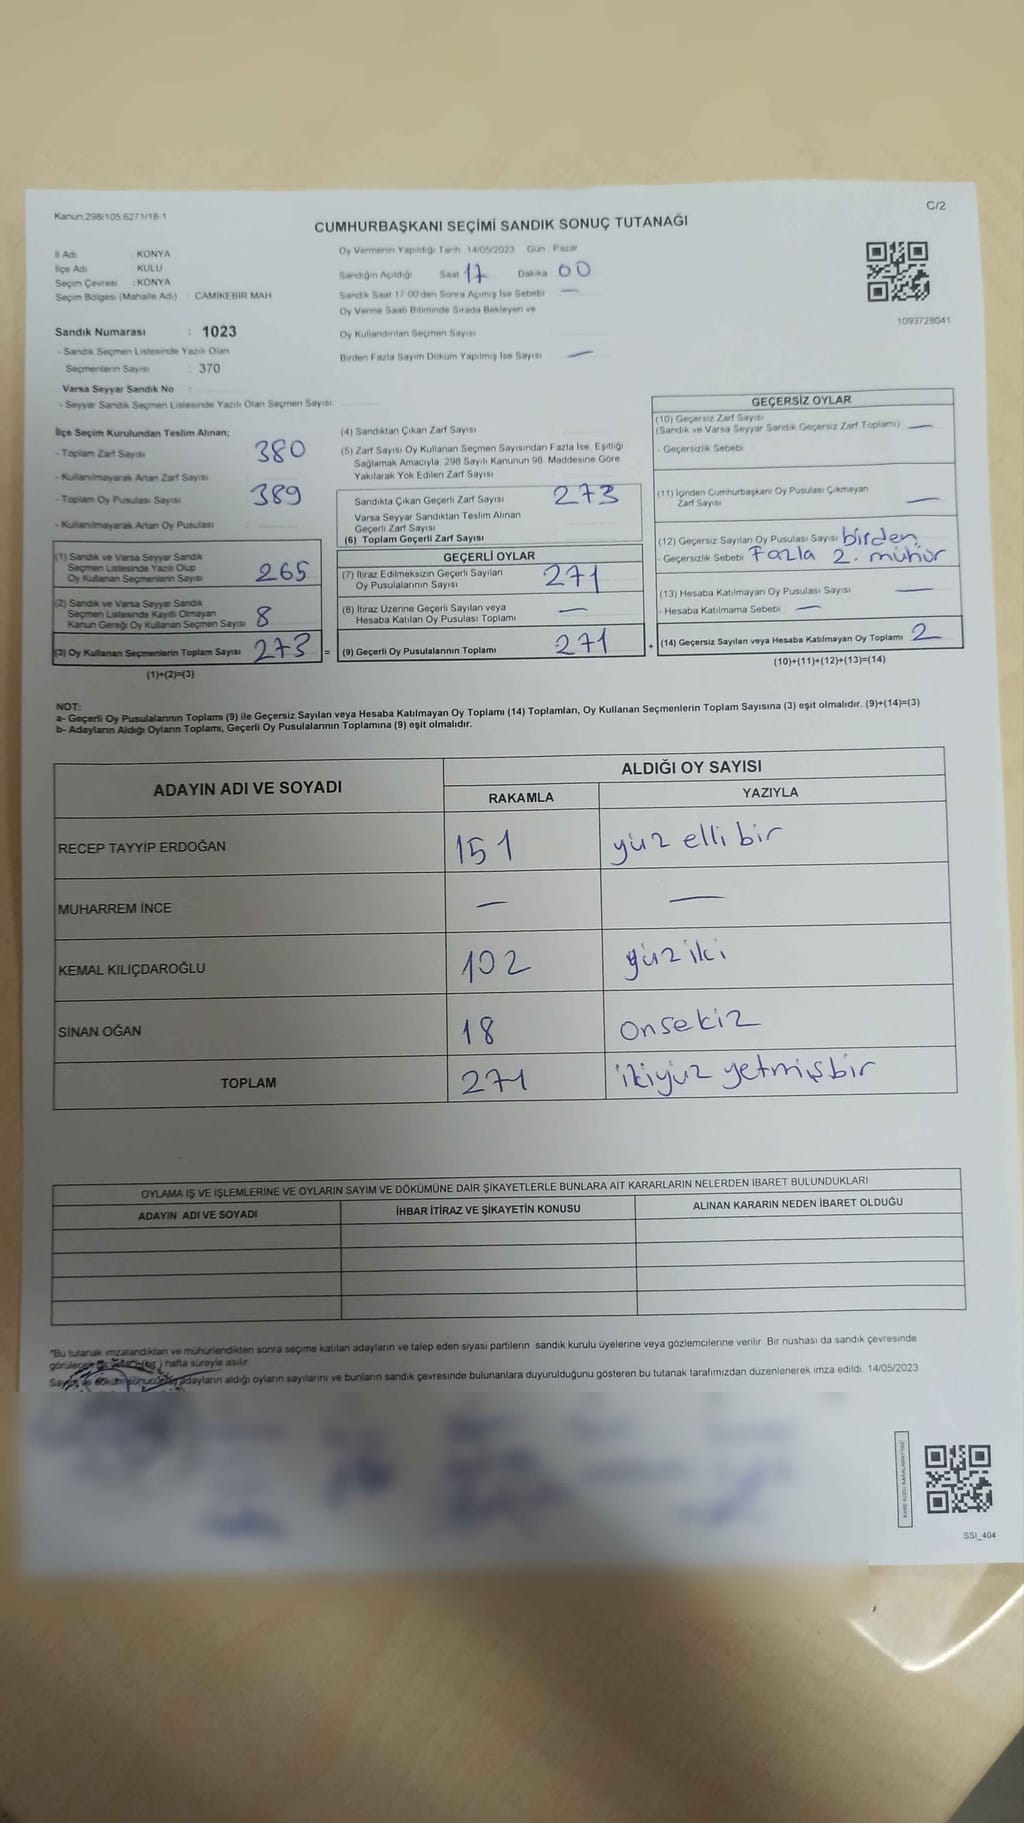 Kanun:298/105,6271/18-1
C/2
CUMHURBAŞKANI SEÇİMİ SANDIK SONUÇ TUTANAĞI
İl Adı : KONYA
İlçe Adı : KULU
Seçim Çevresi : KONYA
Seçim Bölgesi (Mahalle Adı) : CAMİKEBİR MAH
Oy Vermenin Yapıldığı Tarih 14/05/2023 Gün Pazar
Sandığın Açıldığı Saat 17 Dakika 00
Sandık Saat 17:00'den Sonra Açımış İse Sebebi —
Oy Verme Saati Bitiminde Sırada Bekleyen ve
Oy Kullandırılan Seçmen Sayısı
Birden Fazla Sayım Döküm Yapılmış İse Sayısı —
1093728041
Sandık Numarası : 1023
- Sandık Seçmen Listesinde Yazılı Olan
Seçmenlerin Sayısı : 370
Varsa Seyyar Sandık No :
- Seyyar Sandık Seçmen Listesinde Yazılı Olan Seçmen Sayısı:
İlçe Seçim Kurulundan Teslim Alınan;
- Toplam Zarf Sayısı 380
- Kullanılmayarak Artan Zarf Sayısı
- Toplam Oy Pusulası Sayısı 389
- Kullanılmayarak Artan Oy Pusulası
(1) Sandık ve Varsa Seyyar Sandık
Seçmen Listesinde Yazılı Olup
Oy Kullanan Seçmenlerin Sayısı 265
(2) Sandık ve Varsa Seyyar Sandık
Seçmen Listesinde Kayıtlı Olmayan
Kanun Gereği Oy Kullanan Seçmen Sayısı 8
(3) Oy Kullanan Seçmenlerin Toplam Sayısı 273 =
(1)+(2)=(3)
(4) Sandıktan Çıkan Zarf Sayısı
(5) Zarf Sayısı Oy Kullanan Seçmen Sayısından Fazla İse, Eşitliği
Sağlamak Amacıyla, 298 Sayılı Kanunun 98. Maddesine Göre
Yakılarak Yok Edilen Zarf Sayısı
Sandıkta Çıkan Geçerli Zarf Sayısı 273
Varsa Seyyar Sandıktan Teslim Alınan
Geçerli Zarf Sayısı
(6) Toplam Geçerli Zarf Sayısı
GEÇERLİ OYLAR
(7) İtiraz Edilmeksizin Geçerli Sayılan
Oy Pusulalarının Sayısı 271
(8) İtiraz Üzerine Geçerli Sayılan veya
Hesaba Katılan Oy Pusulası Toplamı —
(9) Geçerli Oy Pusulalarının Toplamı 271 +
GEÇERSİZ OYLAR
(10) Geçersiz Zarf Sayısı
(Sandık ve Varsa Seyyar Sandık Geçersiz Zarf Toplamı) —
- Geçersizlik Sebebi
(11) İçinden Cumhurbaşkanı Oy Pusulası Çıkmayan
Zarf Sayısı —
(12) Geçersiz Sayılan Oy Pusulası Sayısı birden
- Geçersizlik Sebebi Fazla 2. mühür
(13) Hesaba Katılmayan Oy Pusulası Sayısı —
- Hesaba Katılmama Sebebi —
(14) Geçersiz Sayılan veya Hesaba Katılmayan Oy Toplamı 2
(10)+(11)+(12)+(13)=(14)
NOT:
a- Geçerli Oy Pusulalarının Toplamı (9) ile Geçersiz Sayılan veya Hesaba Katılmayan Oy Toplamı (14) Toplamları, Oy Kullanan Seçmenlerin Toplam Sayısına (3) eşit olmalıdır. (9)+(14)=(3)
b- Adayların Aldığı Oyların Toplamı, Geçerli Oy Pusulalarının Toplamına (9) eşit olmalıdır.
ADAYIN ADI VE SOYADI
ALDIĞI OY SAYISI
RAKAMLA YAZIYLA
RECEP TAYYİP ERDOĞAN 151 yüz elli bir
MUHARREM İNCE — —
KEMAL KILIÇDAROĞLU 102 yüz iki
SİNAN OĞAN 18 onsekiz
TOPLAM 271 ikiyüz yetmişbir
OYLAMA İŞ VE İŞLEMLERİNE VE OYLARIN SAYIM VE DÖKÜMÜNE DAİR ŞİKAYETLERLE BUNLARA AİT KARARLARIN NELERDEN İBARET BULUNDUKLARI
ADAYIN ADI VE SOYADI İHBAR İTİRAZ VE ŞİKAYETİN KONUSU ALINAN KARARIN NEDEN İBARET OLDUĞU
*Bu tutanak imzalandıktan ve mühürlendikten sonra seçime katılan adayların ve talep eden siyasi partilerin sandık kurulu üyelerine veya gözlemcilerine verilir. Bir nüshası da sandık çevresinde
hafta süreyle asılır.
adayların aldığı oyların sayılarını ve bunların sandık çevresinde bulunanlara duyurulduğunu gösteren bu tutanak tarafımızdan düzenlenerek imza edildi. 14/05/2023
SSI_404